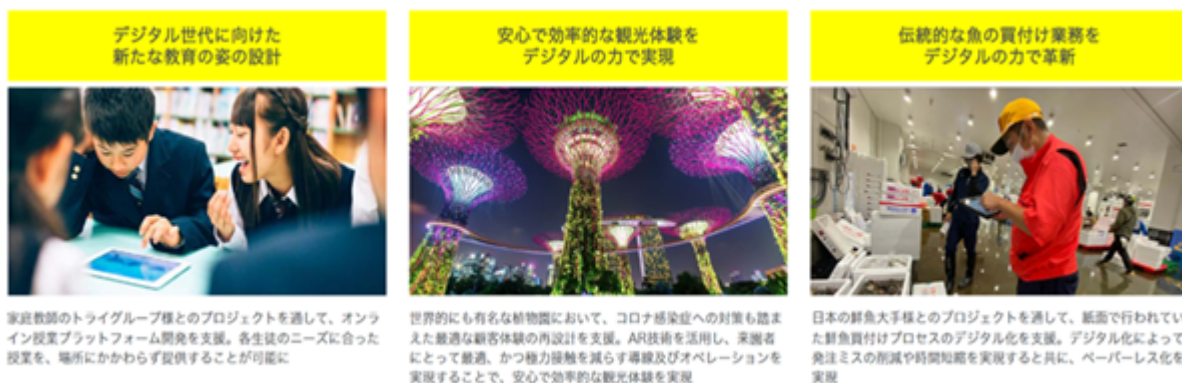 デジタル世代に向けた
新たな教育の姿の設計
家庭教師のトライグループ様とのプロジェクトを通して、オンラ
イン授業プラットフォーム開発を支援。各生徒のニーズに合った
授業を、場所にかかわらず提供することが可能に
安心で効率的な観光体験を
デジタルの力で実現
世界的にも有名な植物園において、コロナ感染症への対策も踏ま
えた最適な顧客体験の再設計を支援。AR技術を活用し、来園者
にとって最適、かつ極力接触を減らす導線及びオペレーションを
実現することで、安心で効率的な観光体験を実現
伝統的な魚の買付け業務を
デジタルの力で革新
日本の鮮魚大手様とのプロジェクトを通して、紙面で行われてい
た鮮魚買付けプロセスのデジタル化を支援。デジタル化によって
発注ミスの削減や時間短縮を実現すると共に、ペーパーレス化を
実現